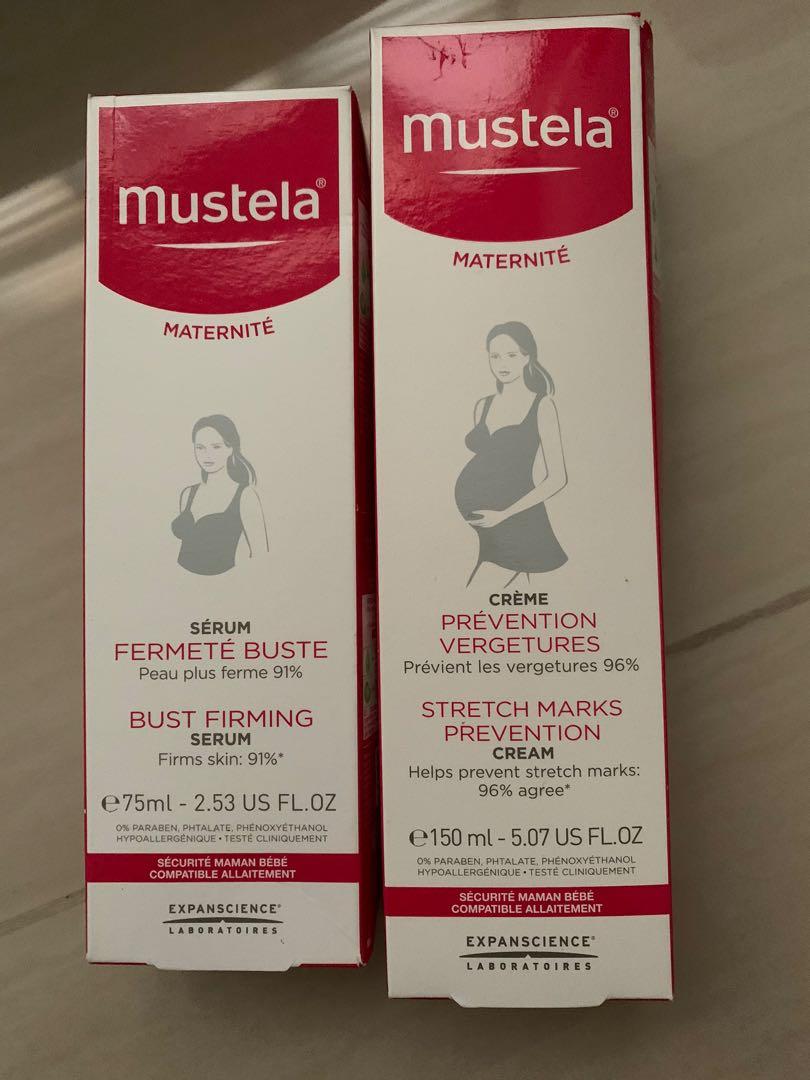 mustela®
MATERNITÉ
SÉRUM
FERMETÉ BUSTE
Peau plus ferme 91%
BUST FIRMING
SERUM
Firms skin: 91%*
℮75ml - 2.53 US FL.OZ
0% PARABEN, PHTALATE, PHÉNOXYÉTHANOL
HYPOALLERGÉNIQUE • TESTÉ CLINIQUEMENT
SÉCURITÉ MAMAN BÉBÉ
COMPATIBLE ALLAITEMENT
EXPANSCIENCE®
LABORATOIRES
mustela®
MATERNITÉ
CRÈME
PRÉVENTION
VERGETURES
Prévient les vergetures 96%
STRETCH MARKS
PREVENTION
CREAM
Helps prevent stretch marks:
96% agree*
℮150 ml - 5.07 US FL.OZ
0% PARABEN, PHTALATE, PHÉNOXYÉTHANOL
HYPOALLERGÉNIQUE • TESTÉ CLINIQUEMENT
SÉCURITÉ MAMAN BÉBÉ
COMPATIBLE ALLAITEMENT
EXPANSCIENCE®
LABORATOIRES